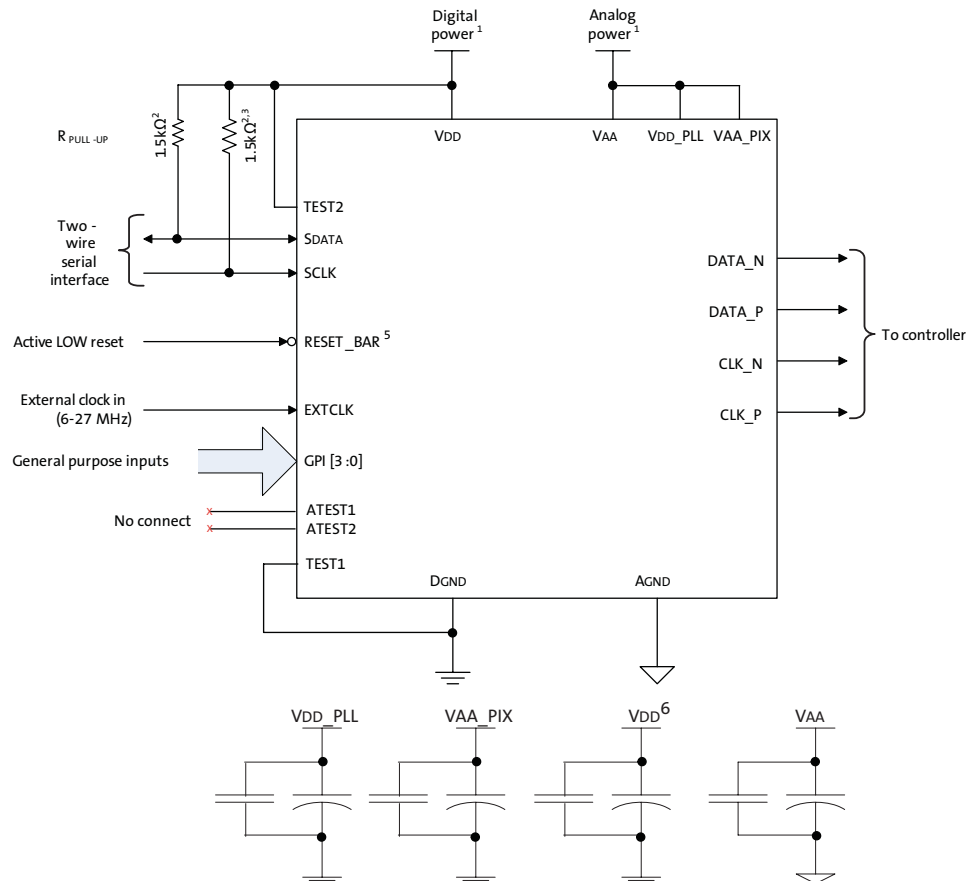 Digital
power 1
Analog
power 1
R PULL -UP
1.5kΩ2
1.5kΩ2,3
VDD
VAA
VDD_PLL
VAA_PIX
TEST2
Two -
wire
serial
interface
SDATA
SCLK
DATA_N
DATA_P
CLK_N
CLK_P
To controller
Active LOW reset
RESET_BAR 5
External clock in
(6-27 MHz)
EXTCLK
General purpose inputs
GPI [3 :0]
No connect
x
x
ATEST1
ATEST2
TEST1
DGND
AGND
VDD_PLL
VAA_PIX
VDD6
VAA